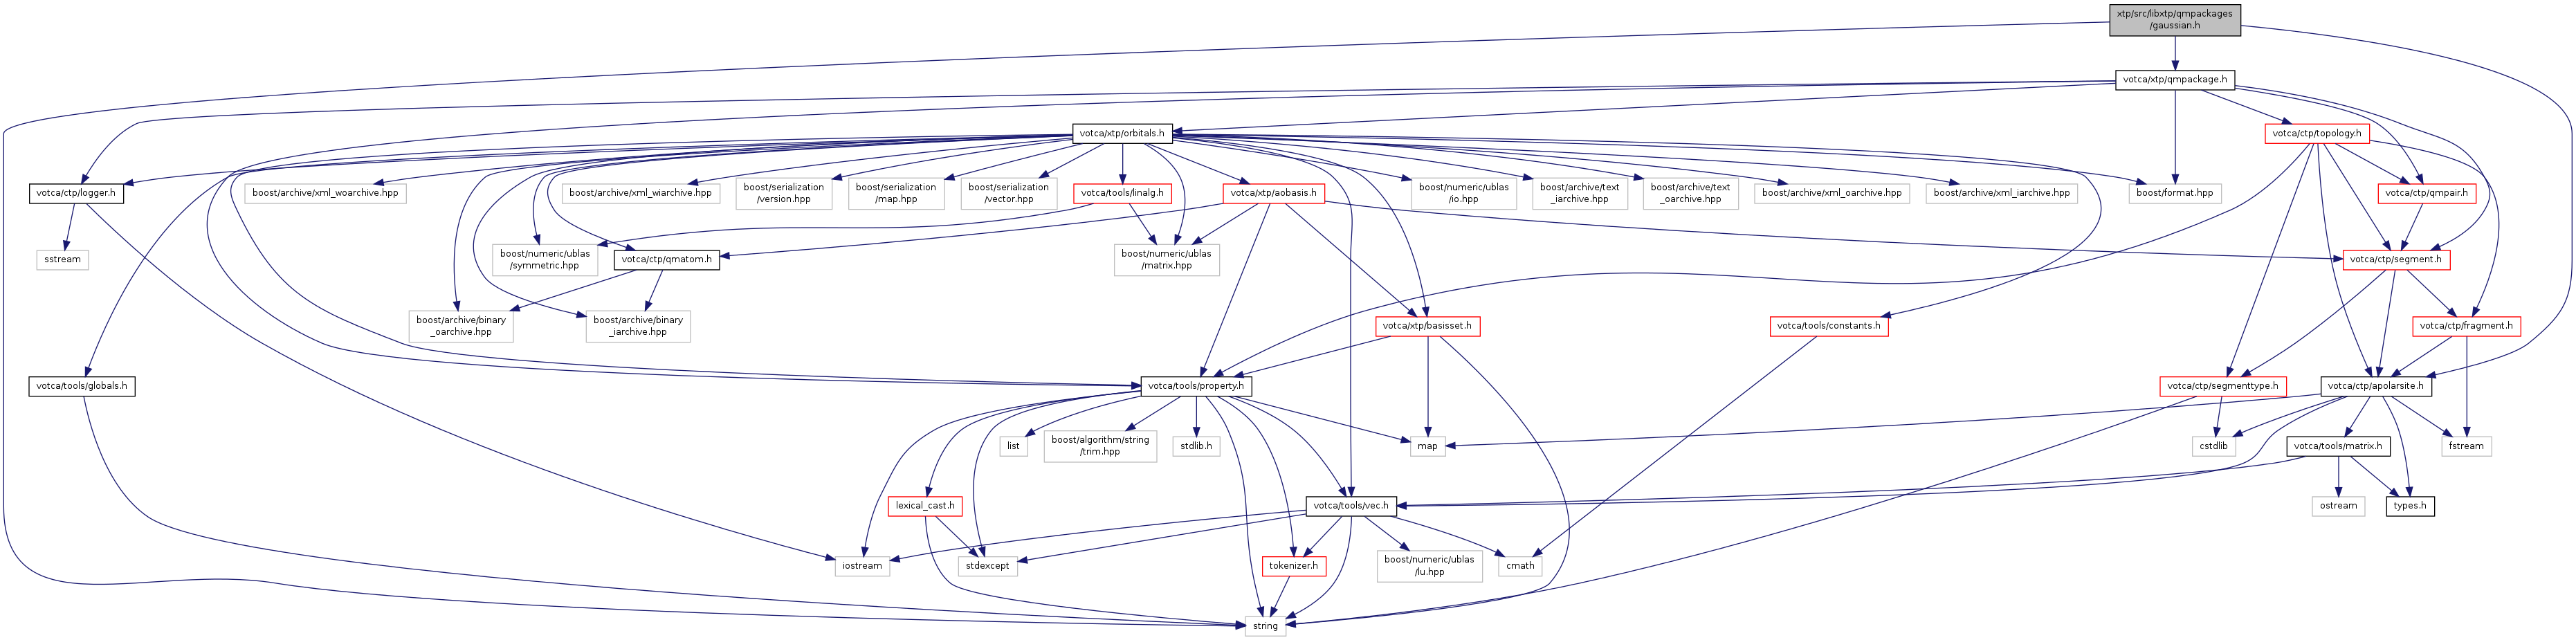 xtp/src/libxtp/qmpackages
/gaussian.h
votca/xtp/qmpackage.h
votca/xtp/orbitals.h
votca/ctp/topology.h
votca/ctp/logger.h
boost/archive/xml_woarchive.hpp
boost/archive/xml_wiarchive.hpp
boost/serialization
/version.hpp
boost/serialization
/map.hpp
boost/serialization
/vector.hpp
votca/tools/linalg.h
votca/xtp/aobasis.h
boost/numeric/ublas
/io.hpp
boost/archive/text
_iarchive.hpp
boost/archive/text
_oarchive.hpp
boost/archive/xml_oarchive.hpp
boost/archive/xml_iarchive.hpp
boost/format.hpp
votca/ctp/qmpair.h
sstream
boost/numeric/ublas
/symmetric.hpp
votca/ctp/qmatom.h
boost/numeric/ublas
/matrix.hpp
votca/ctp/segment.h
boost/archive/binary
_oarchive.hpp
boost/archive/binary
_iarchive.hpp
votca/xtp/basisset.h
votca/tools/constants.h
votca/ctp/fragment.h
votca/tools/globals.h
votca/tools/property.h
votca/ctp/segmenttype.h
votca/ctp/apolarsite.h
list
boost/algorithm/string
/trim.hpp
stdlib.h
map
cstdlib
votca/tools/matrix.h
fstream
lexical_cast.h
votca/tools/vec.h
ostream
types.h
iostream
stdexcept
tokenizer.h
boost/numeric/ublas
/lu.hpp
cmath
string